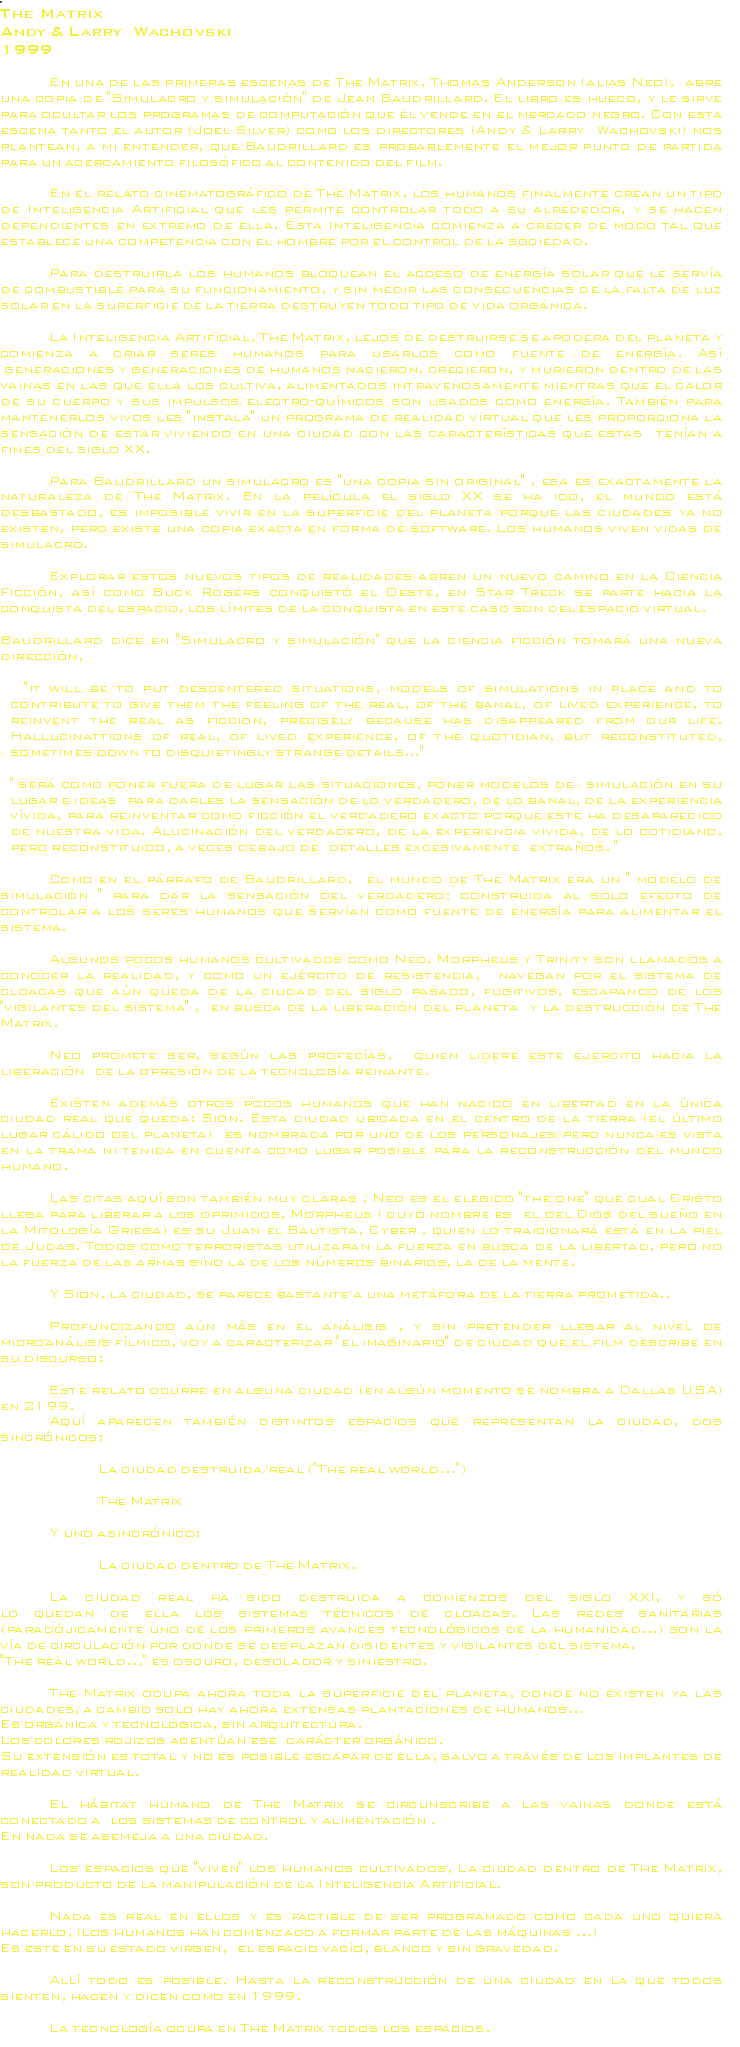 The Matrix
Andy & Larry Wachovski
1999
En una de las primeras escenas de The Matrix, Thomas Anderson (alias Neo), abre
una copia de "Simulacro y simulación" de Jean Baudrillard. El libro es hueco, y le sirve
para ocultar los programas de computación que él vende en el mercado negro. Con esta
escena tanto el autor (Joel Silver) como los directores (Andy & Larry Wachovski) nos
plantean, a mi entender, que Baudrillard es probablemente el mejor punto de partida
para un acercamiento filosófico al contenido del film.
En el relato cinematográfico de The Matrix, los humanos finalmente crean un tipo
de Inteligencia Artificial que les permite controlar todo a su alrededor, y se hacen
dependientes en extremo de ella. Esta Inteligencia comienza a crecer de modo tal que
establece una competencia con el hombre por el control de la sociedad.
Para destruirla los humanos bloquean el acceso de energía solar que le servía
de combustible para su funcionamiento, y sin medir las consecuencias de la falta de luz
solar en la superficie de la tierra destruyen todo tipo de vida orgánica.
La Inteligencia Artificial, The Matrix, lejos de destruirse se apodera del planeta y
comienza a criar seres humanos para usarlos como fuente de energía. Así
generaciones y generaciones de humanos nacieron, crecieron, y murieron dentro de las
vainas en las que ella los cultiva, alimentados intravenosamente mientras que el calor
de su cuerpo y sus impulsos electro-químicos son usados como energía. También para
mantenerlos vivos les "instala" un programa de realidad virtual que les proporciona la
sensación de estar viviendo en una ciudad con las características que estas tenían a
fines del siglo XX.
Para Baudrillard un simulacro es "una copia sin original" , esa es exactamente la
naturaleza de The Matrix. En la película el siglo XX se ha ido, el mundo está
desbastado, es imposible vivir en la superficie del planeta porque las ciudades ya no
existen, pero existe una copia exacta en forma de software. Los humanos viven vidas de
simulacro.
Explorar estos nuevos tipos de realidades abren un nuevo camino en la Ciencia
Ficción, así como Buck Rogers conquistó el Oeste, en Star Treck se parte hacia la
conquista del espacio, los límites de la conquista en este caso son del espacio virtual.
Baudrillard dice en "Simulacro y simulación" que la ciencia ficción tomará una nueva
dirección,
"it will be to put descentered situations, models of simulations in place and to
contribute to give them the feeling of the real, of the banal, of lived experience, to
reinvent the real as ficcion, precisely because has disappeared from our life.
Hallucinattions of real, of lived experience, of the quotidian, but reconstituted,
sometimes down to disquietingly strange details..."
" será como poner fuera de lugar las situaciones, poner modelos de simulación en su
lugar e ideas para darles la sensación de lo verdadero, de lo banal, de la experiencia
vívida, para reinventar como ficción el verdadero exacto porque este ha desaparecido
de nuestra vida. Alucinación del verdadero, de la experiencia vivida, de lo cotidiano,
pero reconstituido, a veces debajo de detalles excesivamente extraños. "
Como en el párrafo de Baudrillard, el mundo de The Matrix era un " modelo de
simulación " para dar la sensación del verdadero; construida al solo efecto de
controlar a los seres humanos que servían como fuente de energía para alimentar el
sistema.
Algunos pocos humanos cultivados como Neo, Morpheus y Trinity son llamados a
conocer la realidad, y como un ejército de resistencia, navegan por el sistema de
cloacas que aún queda de la ciudad del siglo pasado, fugitivos, escapando de los
"vigilantes del sistema" , en busca de la liberación del planeta y la destrucción de The
Matrix.
Neo promete ser, según las profecías, quien lidere este ejercito hacia la
liberación de la opresión de la tecnología reinante.
Existen además otros pocos humanos que han nacido en libertad en la única
ciudad real que queda: Sion. Esta ciudad ubicada en el centro de la tierra (el último
lugar cálido del planeta) es nombrada por uno de los personajes pero nunca es vista
en la trama ni tenida en cuenta como lugar posible para la reconstrucción del mundo
humano.
Las citas aquí son también muy claras , Neo es el elegido "the one" que cual Cristo
llega para liberar a los oprimidos, Morpheus ( cuyo nombre es el del Dios del sueño en
la Mitología Griega) es su Juan el Bautista, Cyber , quien lo traicionará está en la piel
de Judas. Todos como terroristas utilizaran la fuerza en busca de la libertad, pero no
la fuerza de las armas sino la de los números binarios, la de la mente.
Y Sion, la ciudad, se parece bastante a una metáfora de la tierra prometida..
Profundizando aún más en el análisis , y sin pretender llegar al nivel de
microanálisis fílmico, voy a caracterizar "el imaginario" de ciudad que el film describe en
su discurso:
Este relato ocurre en alguna ciudad (en algún momento se nombra a Dallas USA)
en 2199.
Aquí aparecen también distintos espacios que representan la ciudad, dos
sincrónicos:
La ciudad destruida/real ("The real world...")
The Matrix
Y uno asincrónico:
La ciudad dentro de The Matrix.
La ciudad real ha sido destruida a comienzos del siglo XXI, y só
lo quedan de ella los sistemas técnicos de cloacas. Las redes sanitarias
(paradójicamente uno de los primeros avances tecnológicos de la humanidad...) son la
vía de circulación por donde se desplazan disidentes y vigilantes del sistema.
"The real world..." es oscuro, desolador y siniestro.
The Matrix ocupa ahora toda la superficie del planeta, donde no existen ya las
ciudades, a cambio solo hay ahora extensas plantaciones de humanos...
Es orgánica y tecnológica, sin arquitectura.
Los colores rojizos acentúan ese carácter orgánico.
Su extensión es total y no es posible escapar de ella, salvo a través de los implantes de
realidad virtual.
El hábitat humano de The Matrix se circunscribe a las vainas donde está
conectado a los sistemas de control y alimentación .
En nada se asemeja a una ciudad.
Los espacios que "viven" los humanos cultivados, La ciudad dentro de The Matrix,
son producto de la manipulación de la Inteligencia Artificial.
Nada es real en ellos y es factible de ser programado como cada uno quiera
hacerlo, (los humanos han comenzado a formar parte de las máquinas ...)
Es este en su estado virgen, el espacio vacío, blanco y sin gravedad.
Allí todo es posible. Hasta la reconstrucción de una ciudad en la que todos
sienten, hacen y dicen como en 1999.
La tecnología ocupa en The Matrix todos los espacios.